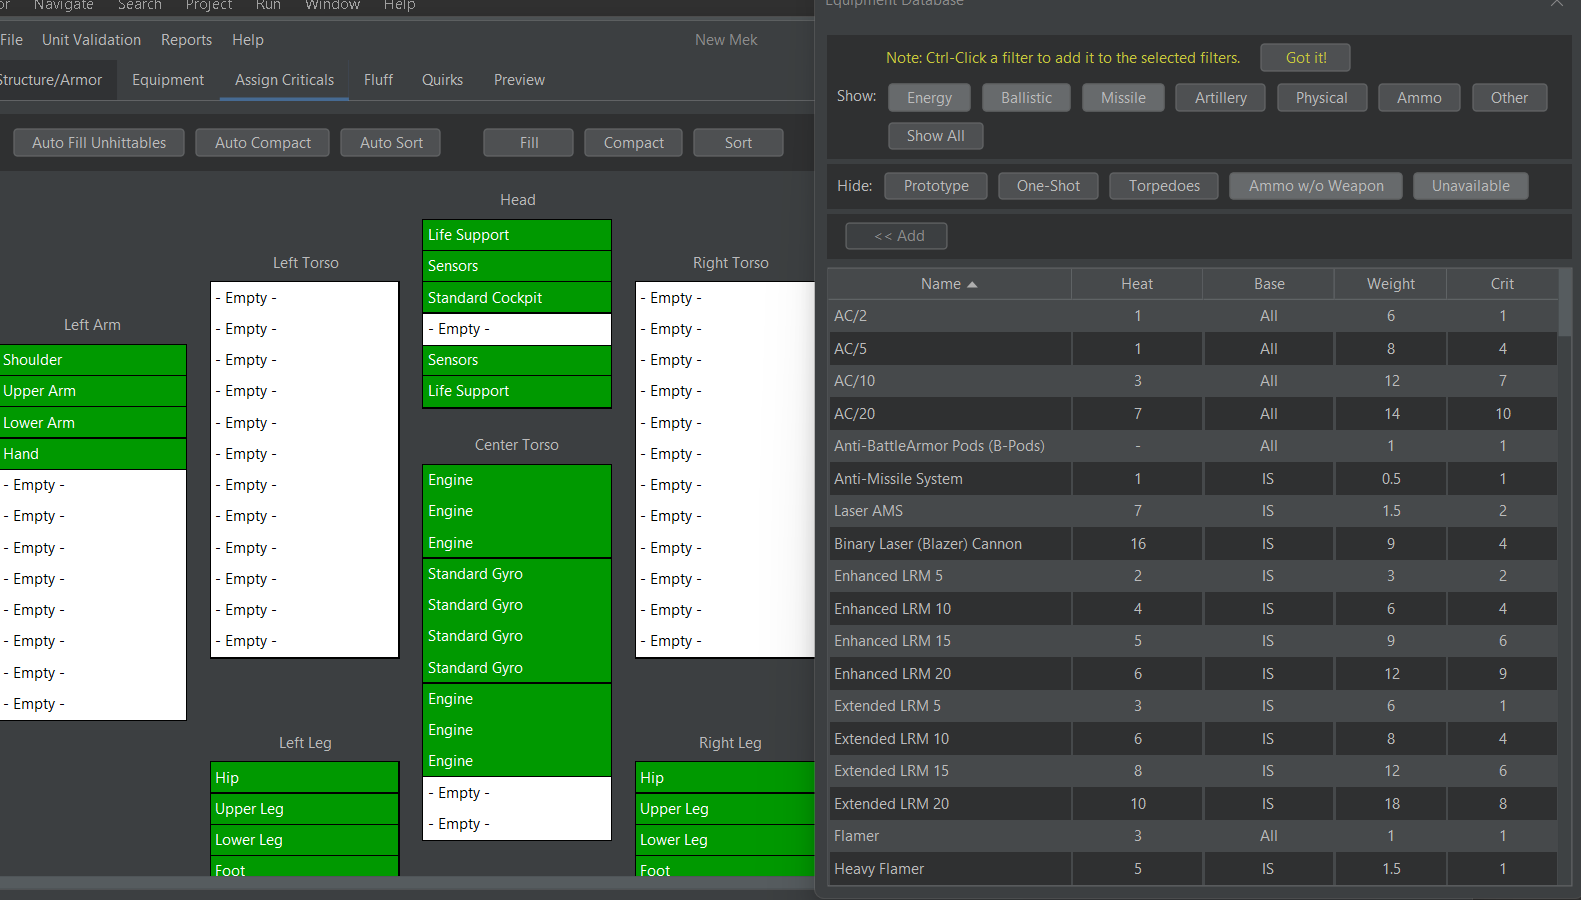 Navigate Search Project Run Window Help
File Unit Validation Reports Help New Mek
Structure/Armor Equipment Assign Criticals Fluff Quirks Preview
Auto Fill Unhittables Auto Compact Auto Sort Fill Compact Sort
Left Arm
Shoulder
Upper Arm
Lower Arm
Hand
- Empty -
- Empty -
- Empty -
- Empty -
- Empty -
- Empty -
- Empty -
- Empty -
Left Torso
- Empty -
- Empty -
- Empty -
- Empty -
- Empty -
- Empty -
- Empty -
- Empty -
- Empty -
- Empty -
- Empty -
- Empty -
Left Leg
Hip
Upper Leg
Lower Leg
Foot
Head
Life Support
Sensors
Standard Cockpit
- Empty -
Sensors
Life Support
Center Torso
Engine
Engine
Engine
Standard Gyro
Standard Gyro
Standard Gyro
Standard Gyro
Engine
Engine
Engine
- Empty -
- Empty -
Right Torso
- Empty -
- Empty -
- Empty -
- Empty -
- Empty -
- Empty -
- Empty -
- Empty -
- Empty -
- Empty -
- Empty -
- Empty -
Right Leg
Hip
Upper Leg
Lower Leg
Foot
Equipment Database
Note: Ctrl-Click a filter to add it to the selected filters. Got it!
Show: Energy Ballistic Missile Artillery Physical Ammo Other
Show All
Hide: Prototype One-Shot Torpedoes Ammo w/o Weapon Unavailable
<< Add
Name Heat Base Weight Crit
AC/2 1 All 6 1
AC/5 1 All 8 4
AC/10 3 All 12 7
AC/20 7 All 14 10
Anti-BattleArmor Pods (B-Pods) - All 1 1
Anti-Missile System 1 IS 0.5 1
Laser AMS 7 IS 1.5 2
Binary Laser (Blazer) Cannon 16 IS 9 4
Enhanced LRM 5 2 IS 3 2
Enhanced LRM 10 4 IS 6 4
Enhanced LRM 15 5 IS 9 6
Enhanced LRM 20 6 IS 12 9
Extended LRM 5 3 IS 6 1
Extended LRM 10 6 IS 8 4
Extended LRM 15 8 IS 12 6
Extended LRM 20 10 IS 18 8
Flamer 3 All 1 1
Heavy Flamer 5 IS 1.5 1